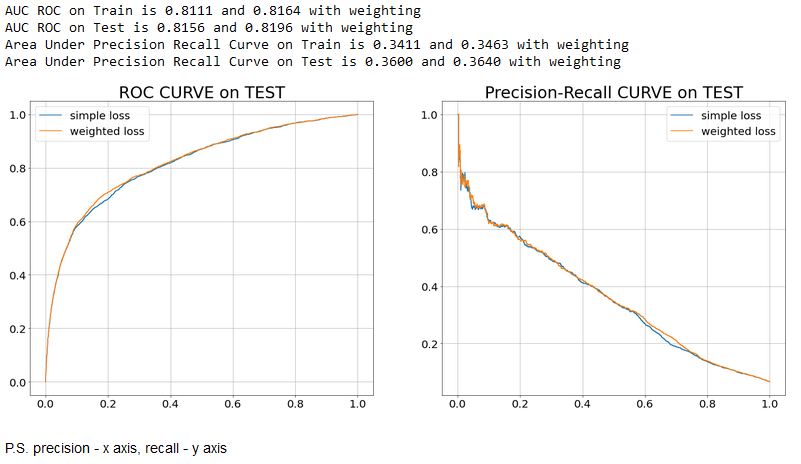 AUC ROC on Train is 0.8111 and 0.8164 with weighting
AUC ROC on Test is 0.8156 and 0.8196 with weighting
Area Under Precision Recall Curve on Train is 0.3411 and 0.3463 with weighting
Area Under Precision Recall Curve on Test is 0.3600 and 0.3640 with weighting
ROC CURVE on TEST
simple loss
weighted loss
1.0
0.8
0.6
0.4
0.2
0.0
0.0 0.2 0.4 0.6 0.8 1.0
Precision-Recall CURVE on TEST
simple loss
weighted loss
1.0
0.8
0.6
0.4
0.2
0.0 0.2 0.4 0.6 0.8 1.0
P.S. precision - x axis, recall - y axis